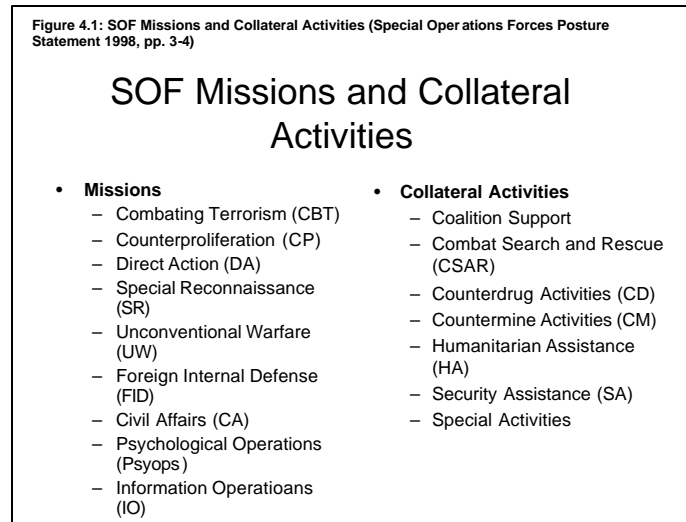 Figure 4.1: SOF Missions and Collateral Activities (Special Operations Forces Posture
Statement 1998, pp. 3-4)
SOF Missions and Collateral
Activities
• Missions
– Combating Terrorism (CBT)
– Counterproliferation (CP)
– Direct Action (DA)
– Special Reconnaissance
(SR)
– Unconventional Warfare
(UW)
– Foreign Internal Defense
(FID)
– Civil Affairs (CA)
– Psychological Operations
(Psyops)
– Information Operatioans
(IO)
• Collateral Activities
– Coalition Support
– Combat Search and Rescue
(CSAR)
– Counterdrug Activities (CD)
– Countermine Activities (CM)
– Humanitarian Assistance
(HA)
– Security Assistance (SA)
– Special Activities